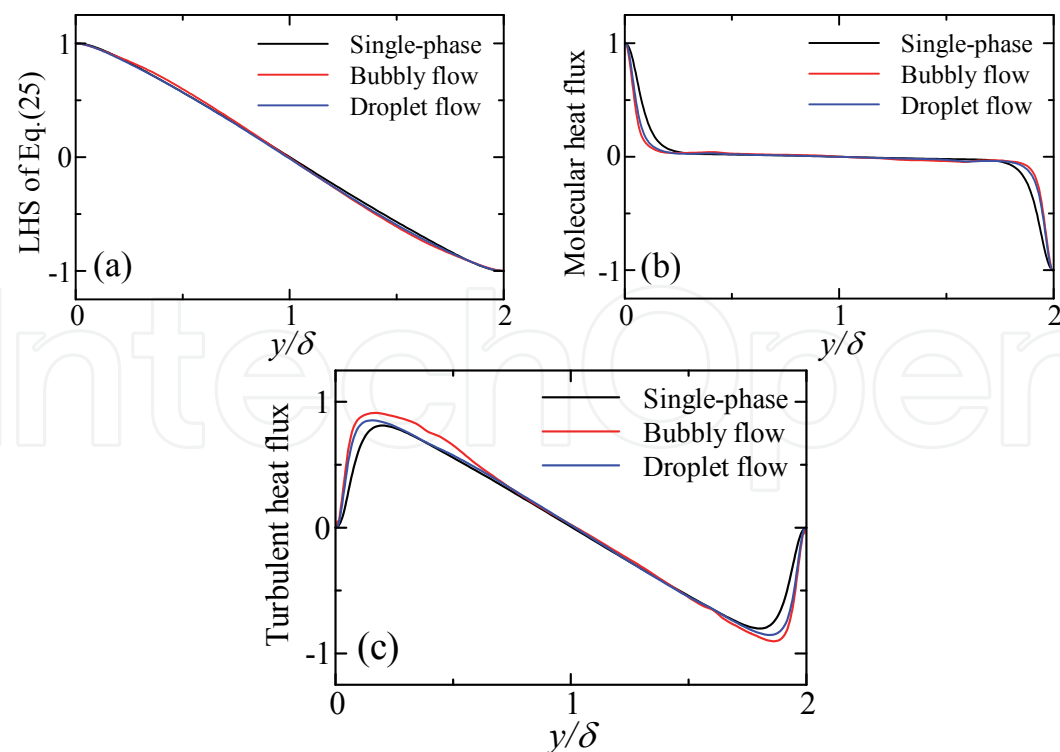 Single-phase
Bubbly flow
Droplet flow
1
0
-1
LHS of Eq.(25)
(a)
0
1
2
y/δ
Single-phase
Bubbly flow
Droplet flow
1
0
-1
Molecular heat flux
(b)
0
1
2
y/δ
Single-phase
Bubbly flow
Droplet flow
1
0
-1
Turbulent heat flux
(c)
0
1
2
y/δ
IntechOpen